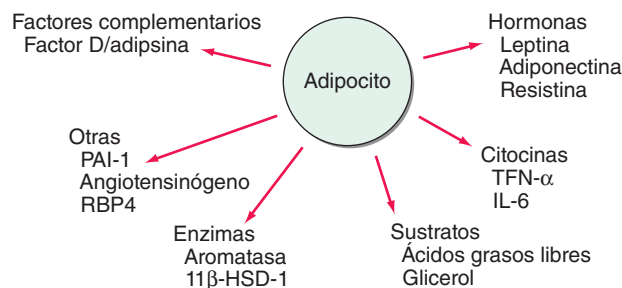 Factores complementarios
Factor D/adipsina
Adipocito
Hormonas
Leptina
Adiponectina
Resistina
Otras
PAI-1
Angiotensinógeno
RBP4
Citocinas
TFN-α
IL-6
Enzimas
Aromatasa
11β-HSD-1
Sustratos
Ácidos grasos libres
Glicerol